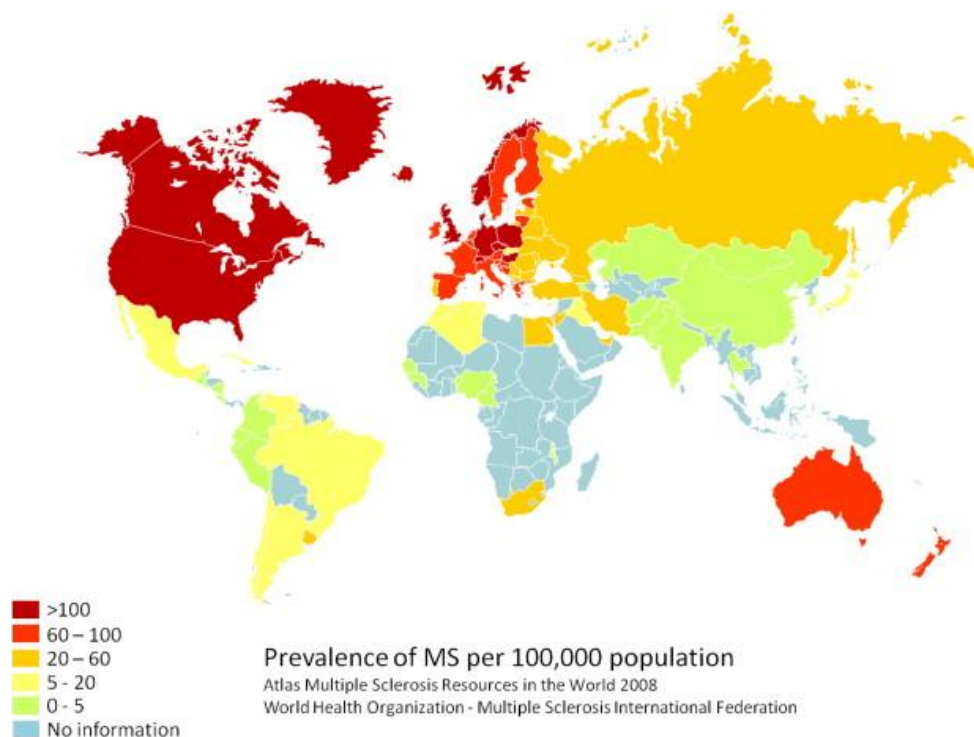 >100
60 – 100
20 – 60
5 - 20
0 - 5
No information
Prevalence of MS per 100,000 population
Atlas Multiple Sclerosis Resources in the World 2008
World Health Organization - Multiple Sclerosis International Federation